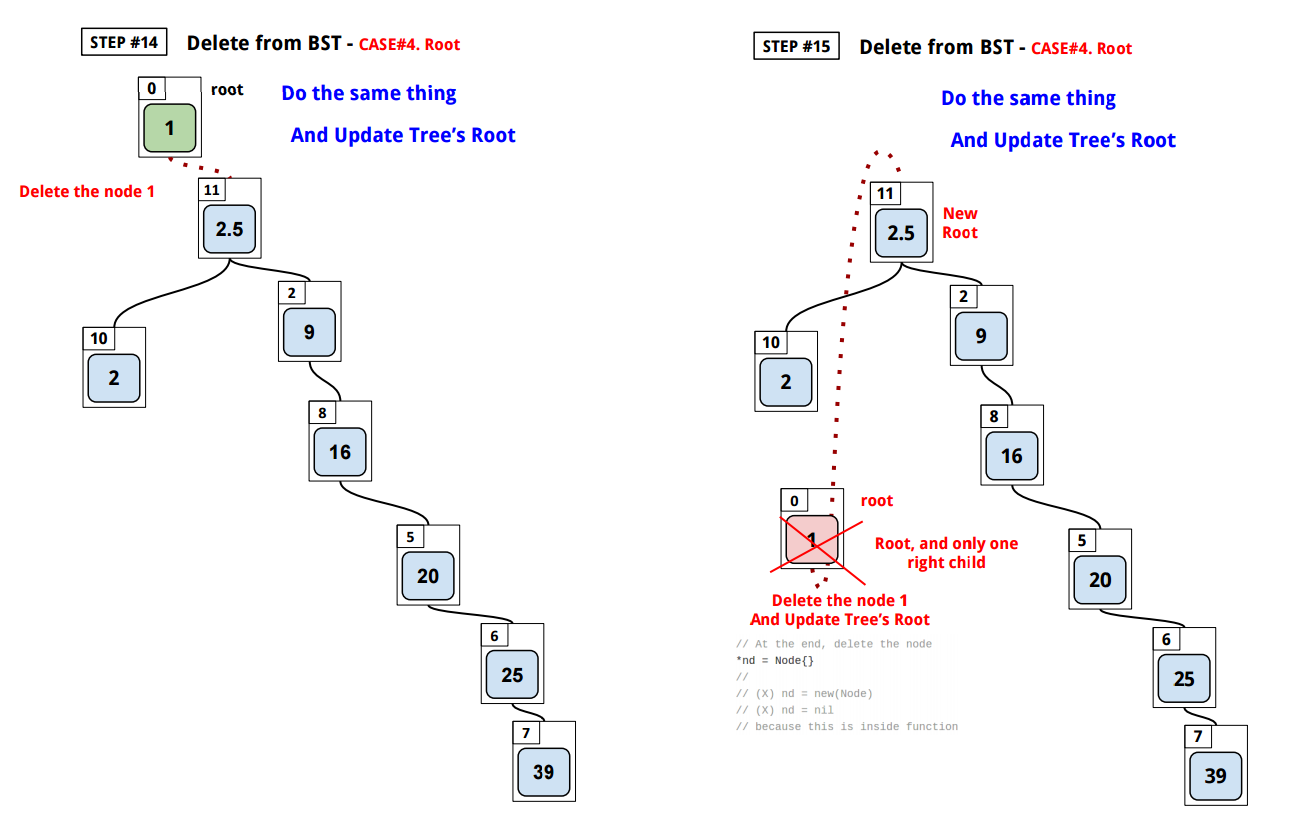 STEP #14
Delete from BST - CASE#4. Root
0
root
1
Do the same thing
And Update Tree's Root
Delete the node 1
11
2.5
2
9
10
2
8
16
5
20
6
25
7
39
STEP #15
Delete from BST - CASE#4. Root
Do the same thing
And Update Tree's Root
11
2.5
New
Root
2
9
10
2
8
16
0
root
1
Root, and only one
right child
5
20
Delete the node 1
And Update Tree's Root
// At the end, delete the node
*nd = Node{}
//
// (X) nd = new(Node)
// (X) nd = nil
// because this is inside function
6
25
7
39